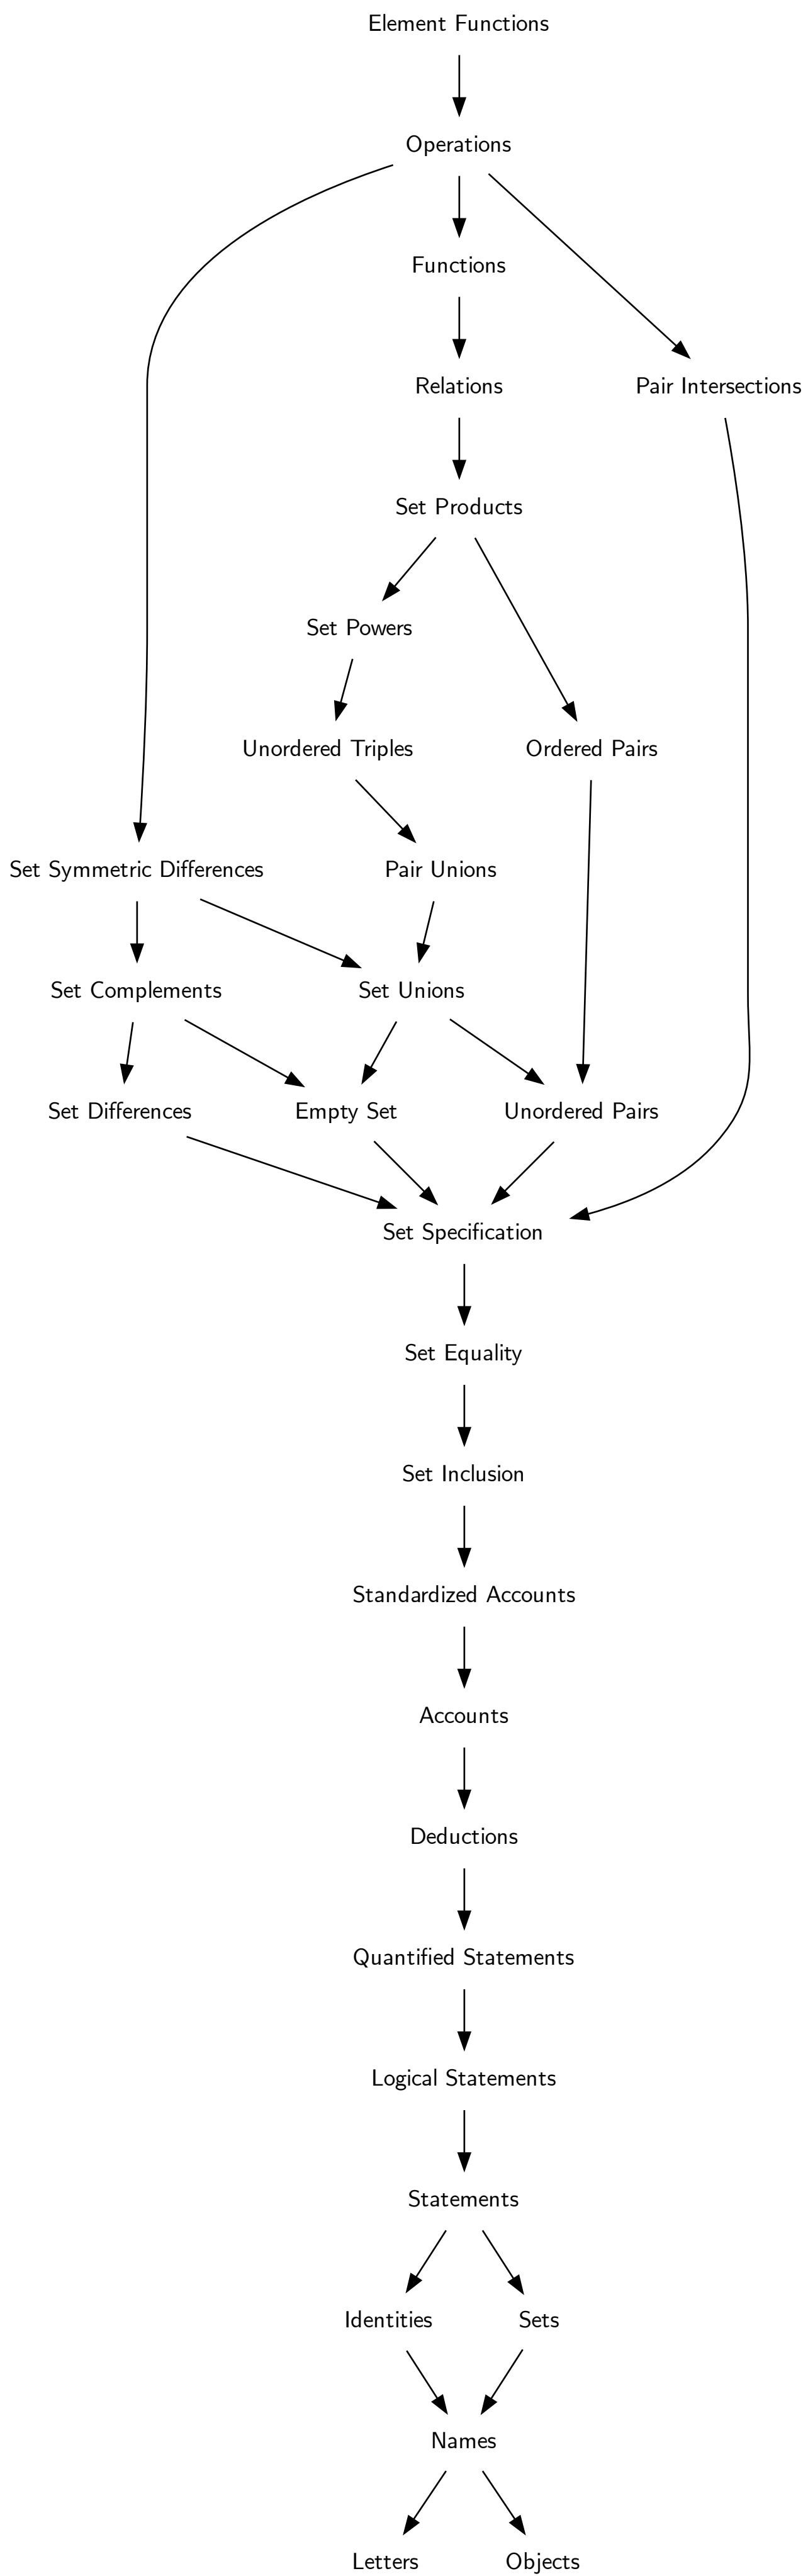 Element Functions
Operations
Functions
Relations
Pair Intersections
Set Products
Set Powers
Unordered Triples
Ordered Pairs
Set Symmetric Differences
Pair Unions
Set Complements
Set Unions
Set Differences
Empty Set
Unordered Pairs
Set Specification
Set Equality
Set Inclusion
Standardized Accounts
Accounts
Deductions
Quantified Statements
Logical Statements
Statements
Identities
Sets
Names
Letters
Objects